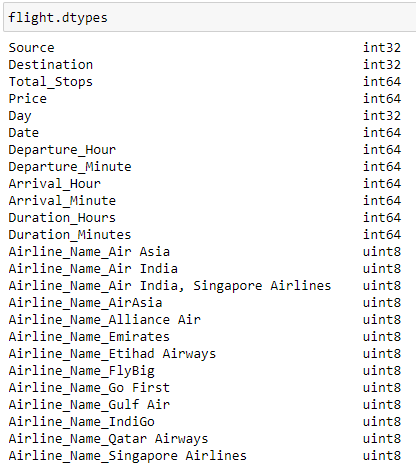 flight.dtypes
Source int32
Destination int32
Total_Stops int64
Price int64
Day int32
Date int64
Departure_Hour int64
Departure_Minute int64
Arrival_Hour int64
Arrival_Minute int64
Duration_Hours int64
Duration_Minutes int64
Airline_Name_Air Asia uint8
Airline_Name_Air India uint8
Airline_Name_Air India, Singapore Airlines uint8
Airline_Name_AirAsia uint8
Airline_Name_Alliance Air uint8
Airline_Name_Emirates uint8
Airline_Name_Etihad Airways uint8
Airline_Name_FlyBig uint8
Airline_Name_Go First uint8
Airline_Name_Gulf Air uint8
Airline_Name_IndiGo uint8
Airline_Name_Qatar Airways uint8
Airline_Name_Singapore Airlines uint8